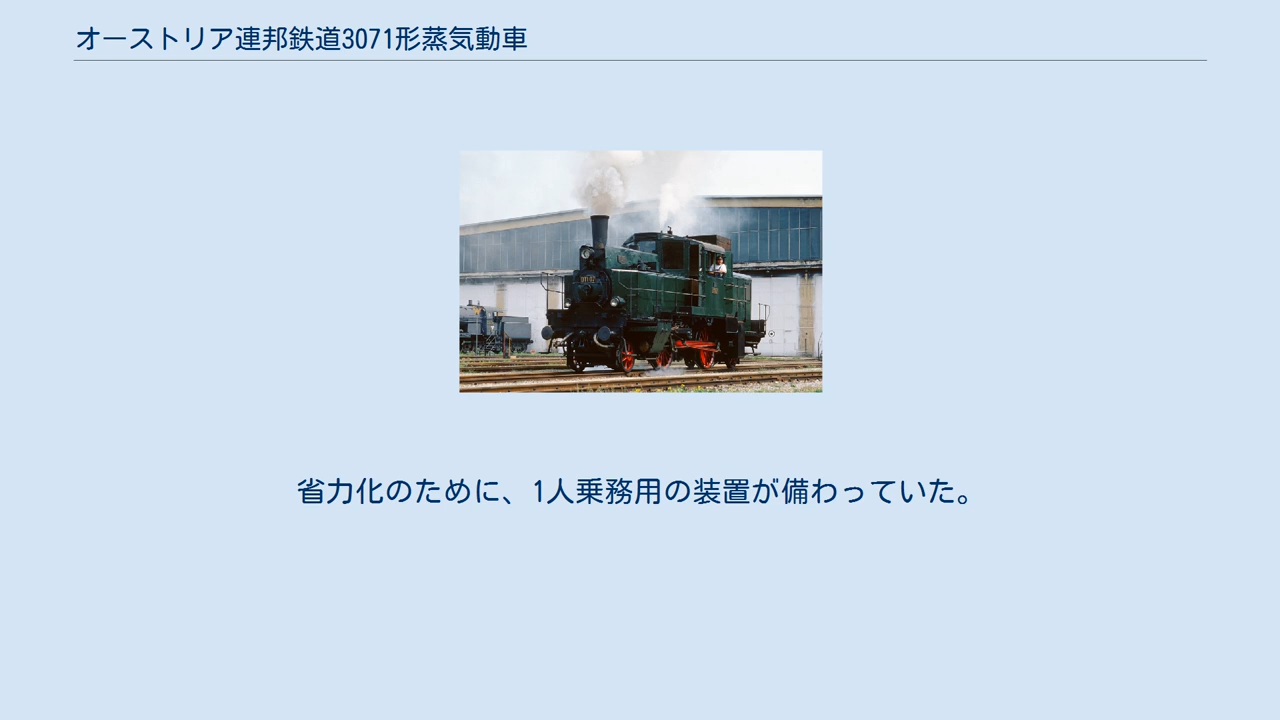 オーストリア連邦鉄道3071形蒸気動車
省力化のために、1人乗務用の装置が備わっていた。